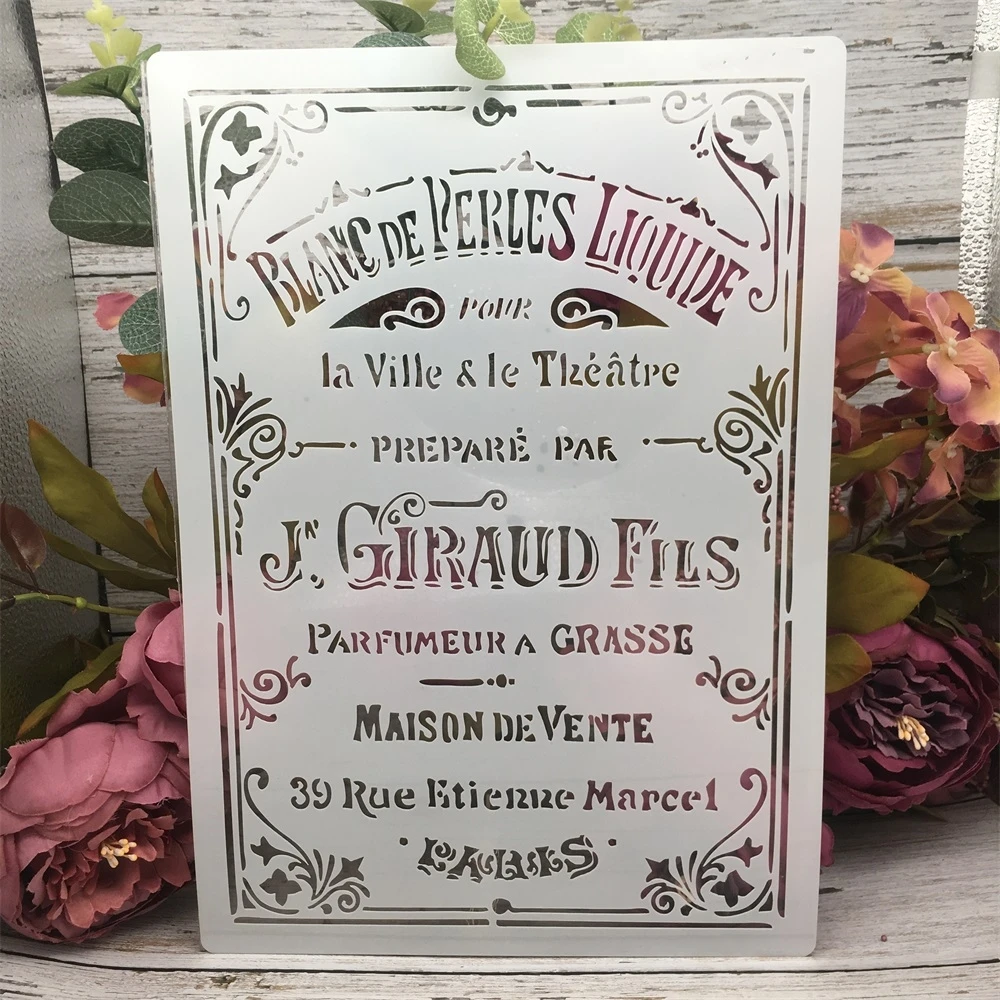 BLANC DE PERLES LIQUIDE
POUR
la Ville & le Théâtre
PREPARÉ PAR
JN. GIRAUD FILS
PARFUMEUR A GRASSE
MAISON DE VENTE
39 Rue Etienne Marcel
PARIS